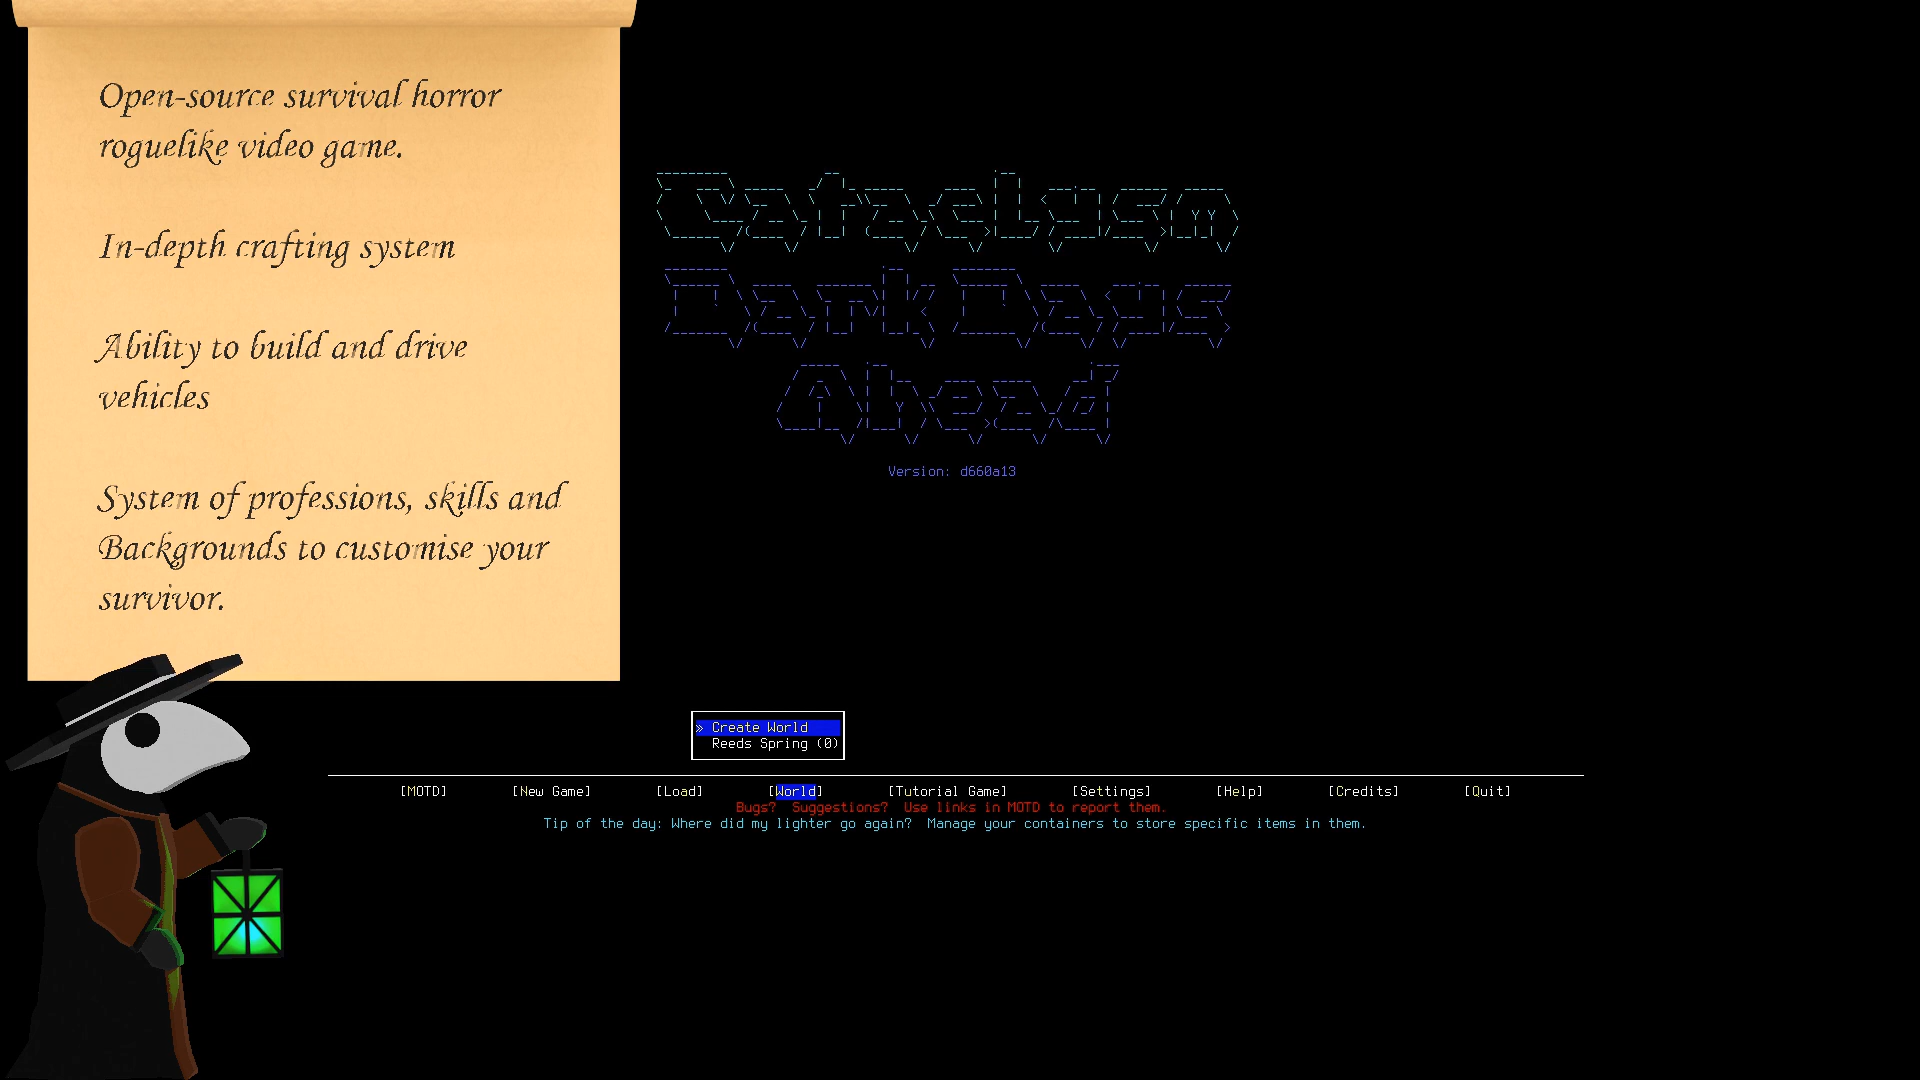 Open-source survival horror
roguelike video game.
In-depth crafting system
Ability to build and drive
vehicles
System of professions, skills and
Backgrounds to customise your
survivor.
Cataclysm
Dark Days
Ahead
Version: d660a13
» Create World
Reeds Spring (0)
[MOTD] [New Game] [Load] [World] [Tutorial Game] [Settings] [Help] [Credits] [Quit]
Bugs? Suggestions? Use links in MOTD to report them.
Tip of the day: Where did my lighter go again? Manage your containers to store specific items in them.